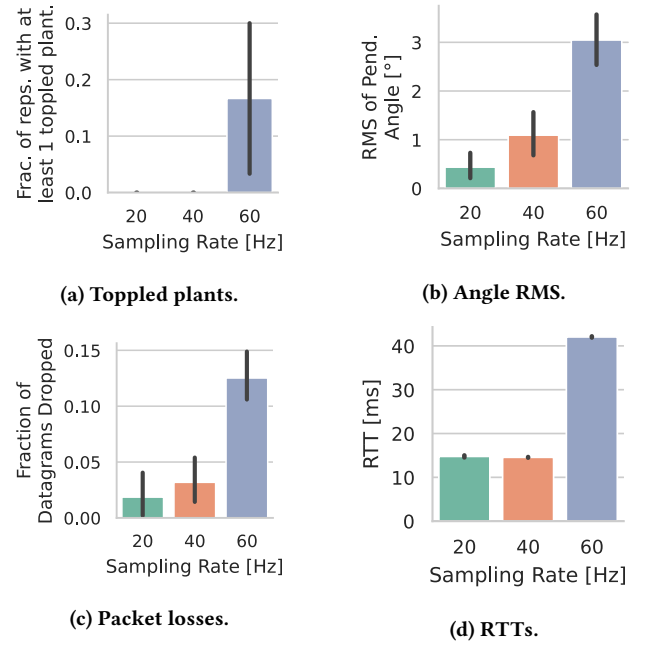 Frac. of reps. with at
least 1 toppled plant.
0.3
0.2
0.1
0.0
20 40 60
Sampling Rate [Hz]
(a) Toppled plants.
RMS of Pend.
Angle [°]
3
2
1
0
20 40 60
Sampling Rate [Hz]
(b) Angle RMS.
Fraction of
Datagrams Dropped
0.15
0.10
0.05
0.00
20 40 60
Sampling Rate [Hz]
(c) Packet losses.
RTT [ms]
40
30
20
10
0
20 40 60
Sampling Rate [Hz]
(d) RTTs.